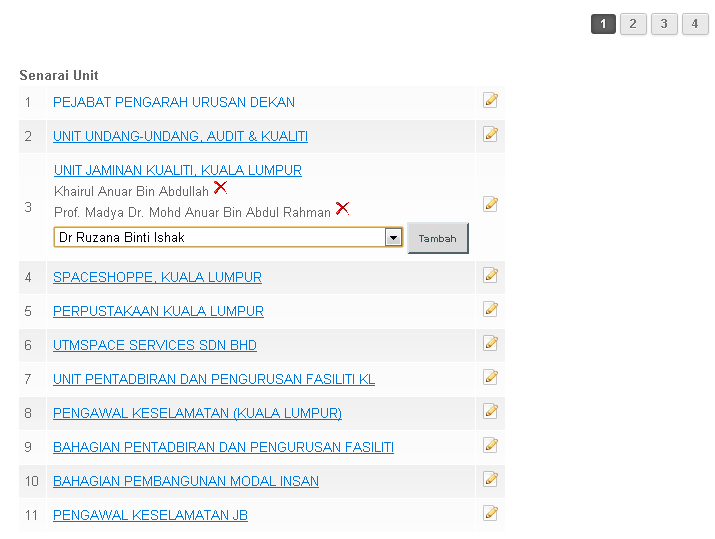 1 2 3 4
Senarai Unit
1 PEJABAT PENGARAH URUSAN DEKAN
2 UNIT UNDANG-UNDANG, AUDIT & KUALITI
UNIT JAMINAN KUALITI, KUALA LUMPUR
Khairul Anuar Bin Abdullah
3 Prof. Madya Dr. Mohd Anuar Bin Abdul Rahman
Dr Ruzana Binti Ishak Tambah
4 SPACESHOPPE, KUALA LUMPUR
5 PERPUSTAKAAN KUALA LUMPUR
6 UTMSPACE SERVICES SDN BHD
7 UNIT PENTADBIRAN DAN PENGURUSAN FASILITI KL
8 PENGAWAL KESELAMATAN (KUALA LUMPUR)
9 BAHAGIAN PENTADBIRAN DAN PENGURUSAN FASILITI
10 BAHAGIAN PEMBANGUNAN MODAL INSAN
11 PENGAWAL KESELAMATAN JB